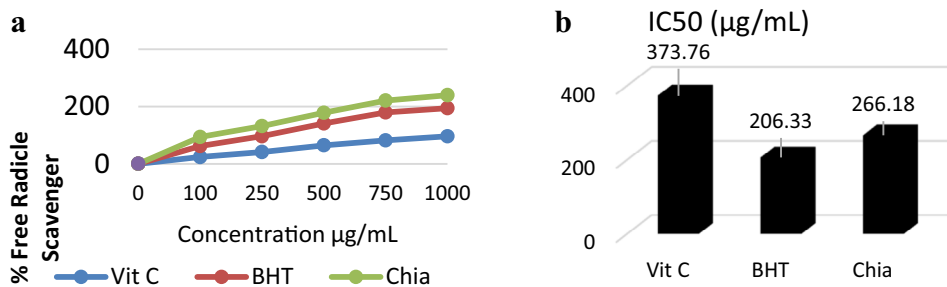 a
400
200
0
% Free Radicle
Scavenger
0 100 250 500 750 1000
Concentration µg/mL
Vit C BHT Chia
b
IC50 (µg/mL)
373.76
206.33
266.18
400
200
0
Vit C BHT Chia